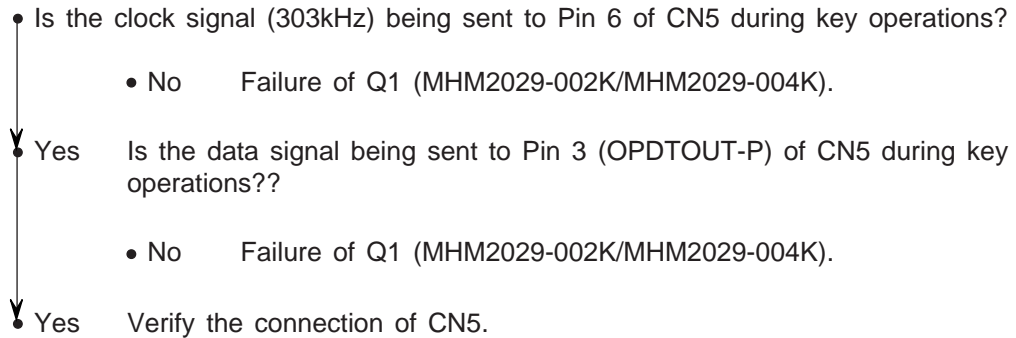 • Is the clock signal (303kHz) being sent to Pin 6 of CN5 during key operations?
• No Failure of Q1 (MHM2029-002K/MHM2029-004K).
• Yes Is the data signal being sent to Pin 3 (OPDTOUT-P) of CN5 during key
operations??
• No Failure of Q1 (MHM2029-002K/MHM2029-004K).
• Yes Verify the connection of CN5.